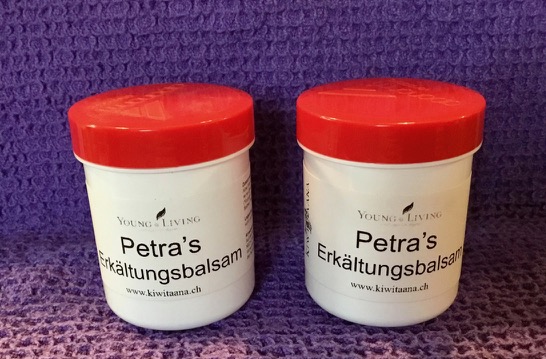 YOUNG LIVING
Petra's
Erkältungsbalsam
www.kiwitaana.ch
YOUNG LIVING
Petra's
Erkältungsbalsam
www.kiwitaana.ch